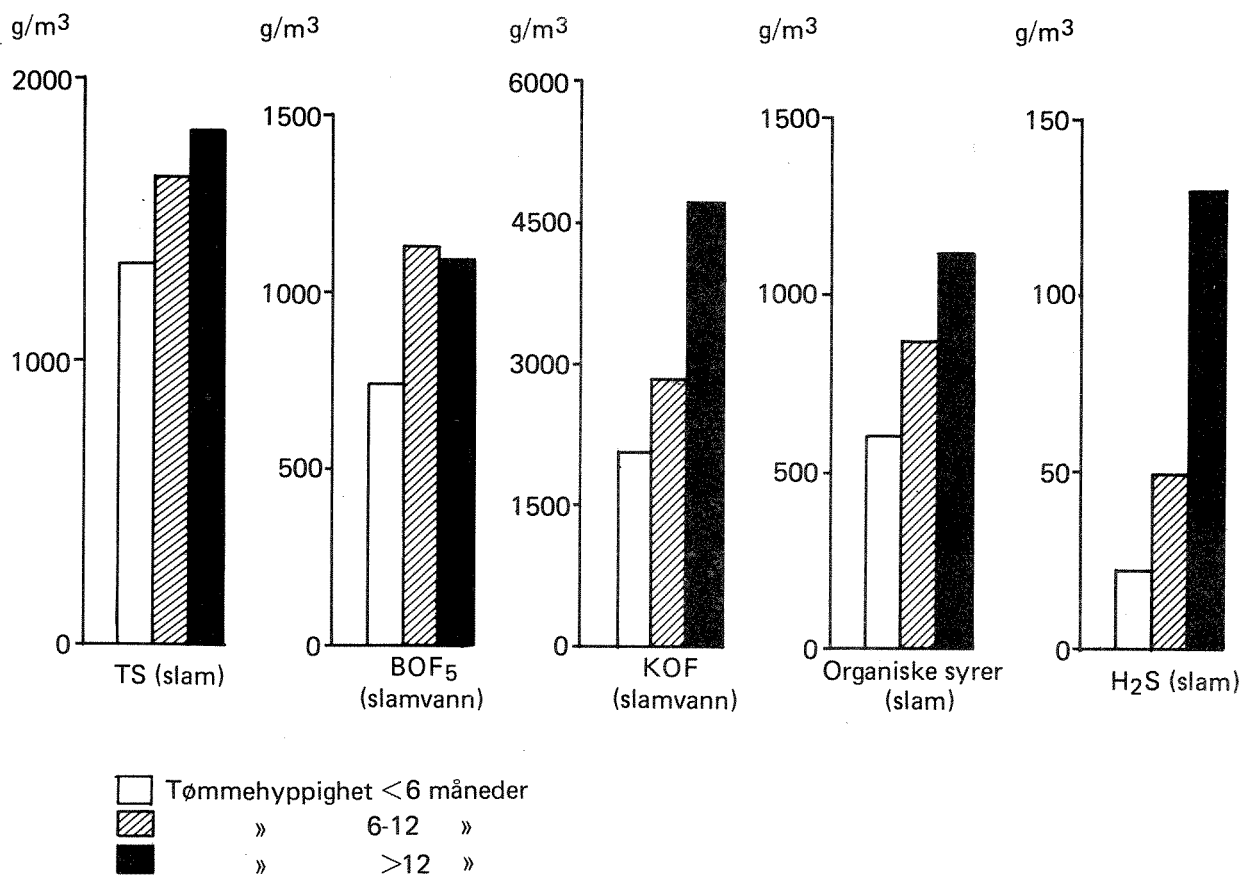 g/m3 g/m3 g/m3 g/m3 g/m3
2000
1000
0
TS (slam)
1500
1000
500
0
BOF5
(slamvann)
6000
4500
3000
1500
0
KOF
(slamvann)
1500
1000
500
0
Organiske syrer
(slam)
150
100
50
0
H2S (slam)
Tømmehyppighet <6 måneder
» 6-12 »
» >12 »